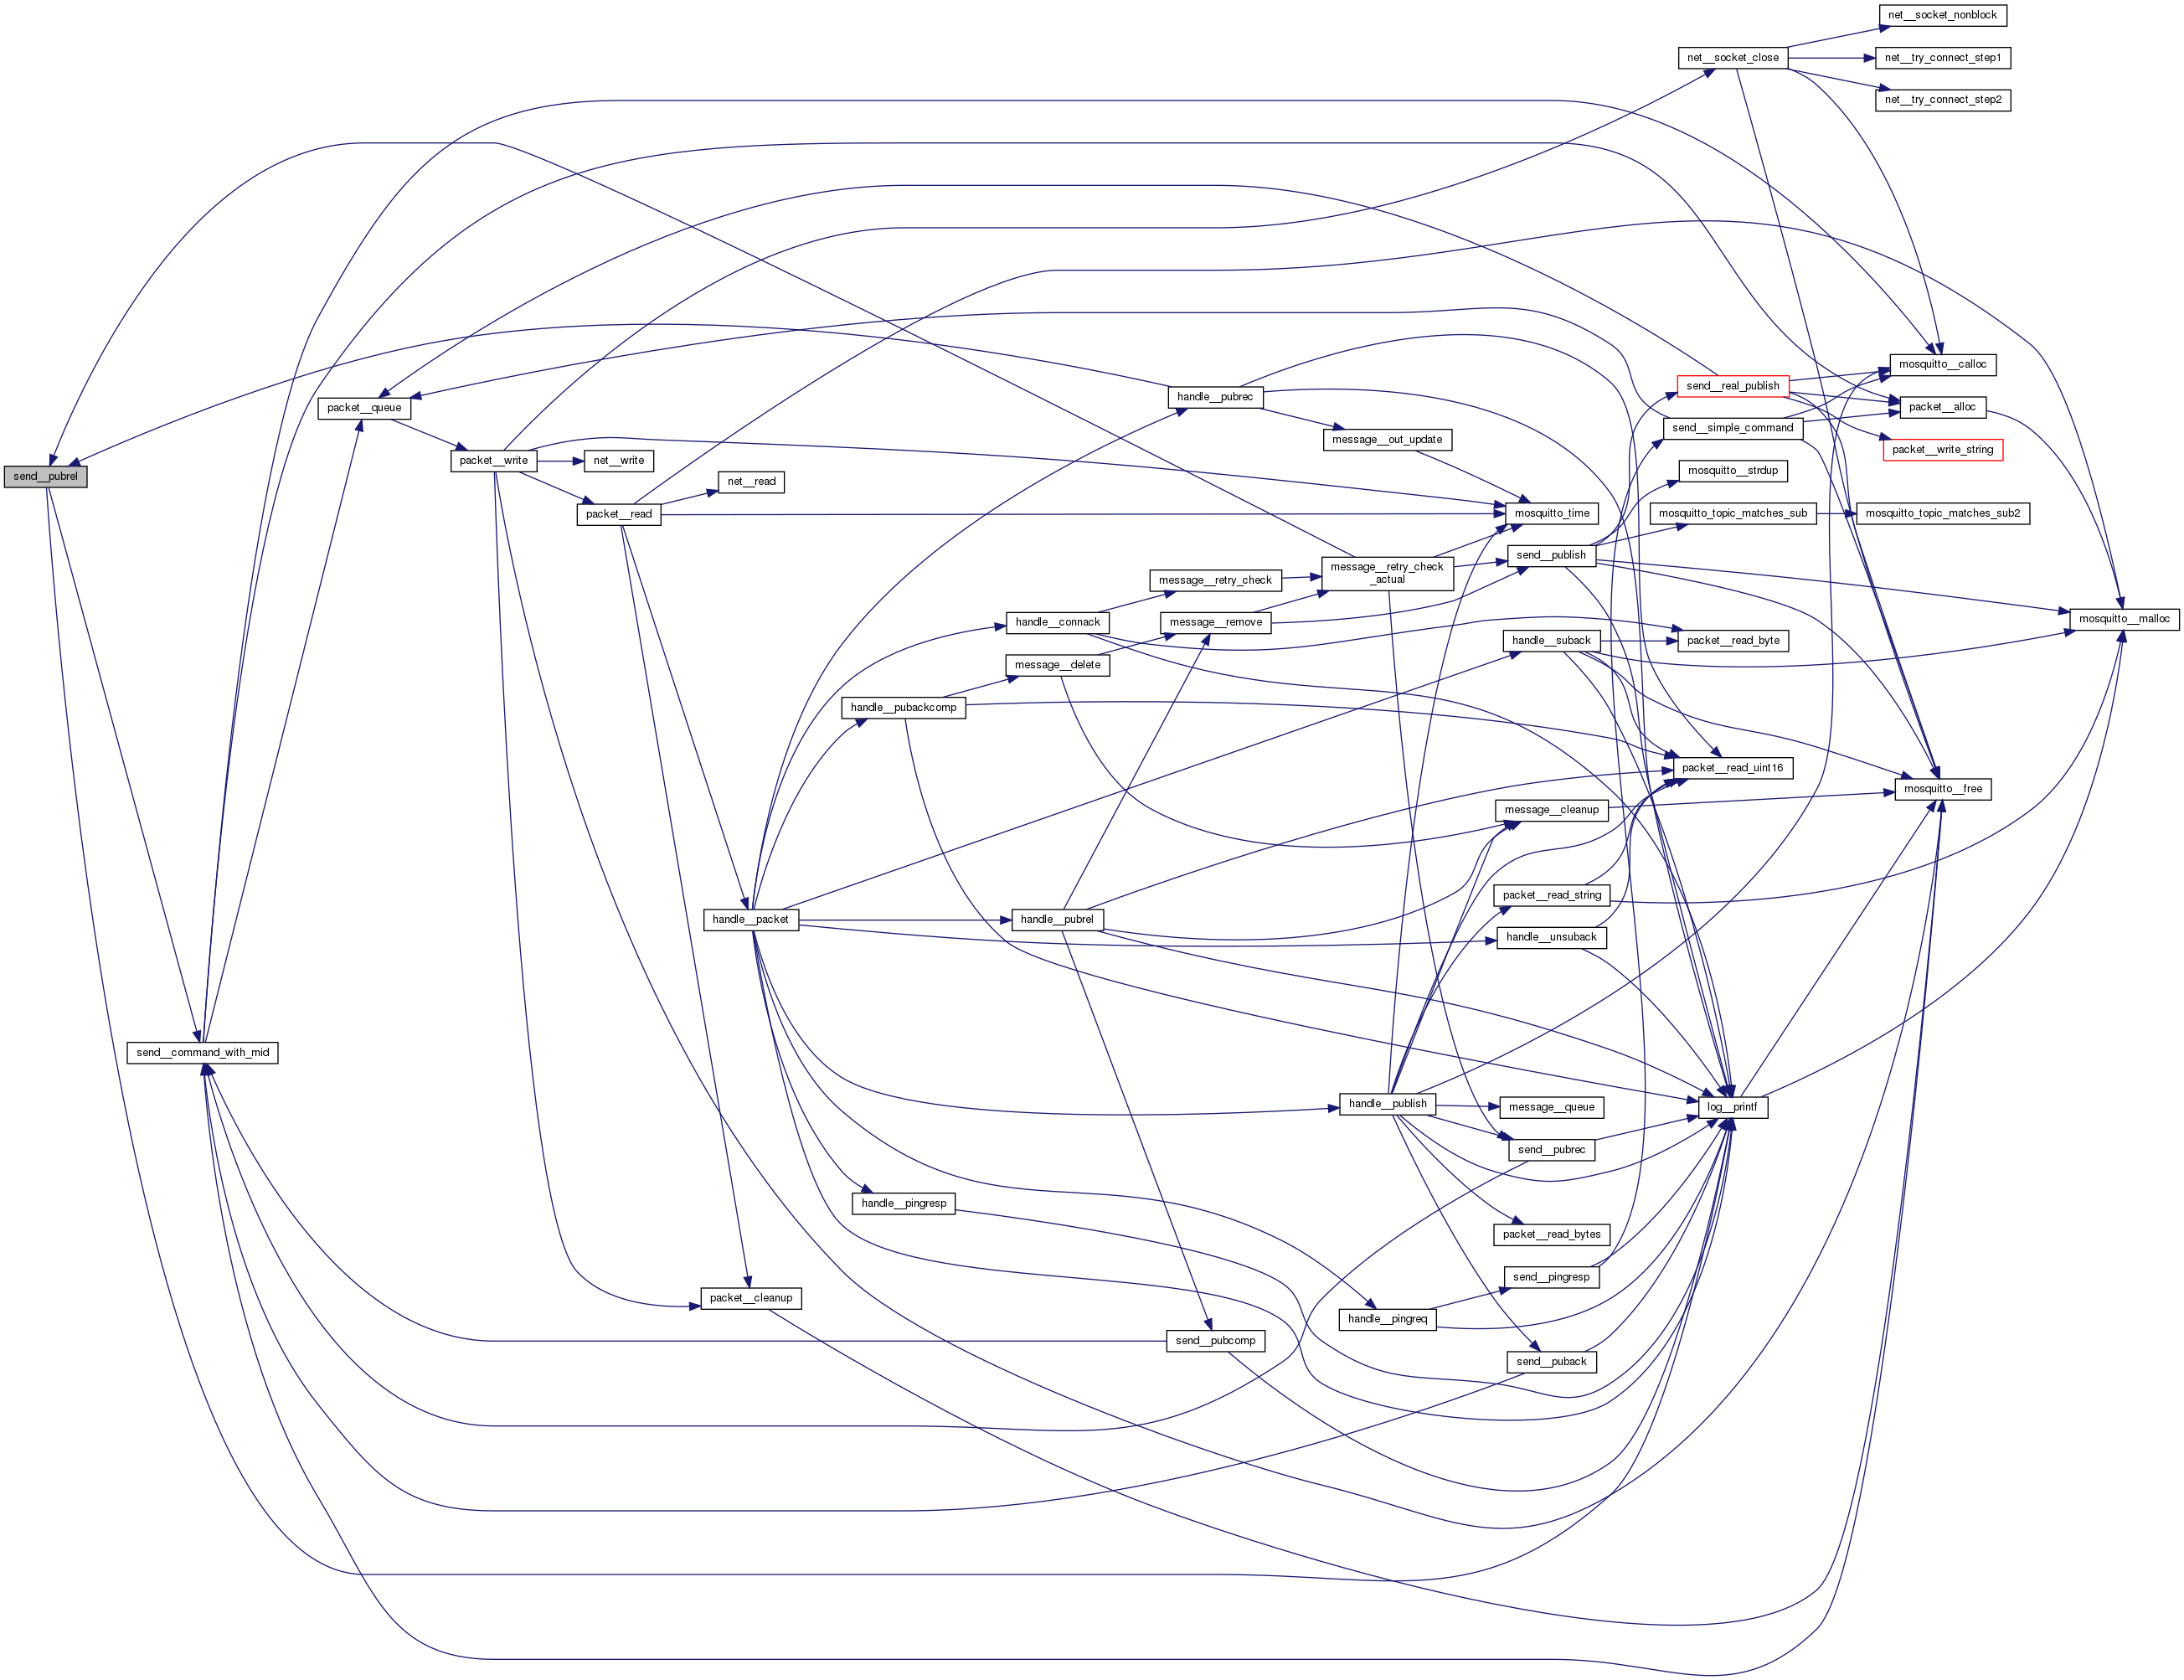 send__pubrel
send__command_with_mid
packet__queue
packet__write
net__write
packet__read
net__read
handle__packet
packet__cleanup
handle__connack
message__delete
handle__pubackcomp
handle__pubrel
handle__pingresp
message__retry_check
message__remove
handle__pubrec
send__pubcomp
message__out_update
message__retry_check
_actual
handle__publish
handle__pingreq
mosquitto_time
send__publish
handle__suback
message__cleanup
packet__read_string
handle__unsuback
message__queue
send__pubrec
packet__read_bytes
send__pingresp
send__puback
net__socket_close
send__real_publish
send__simple_command
mosquitto__strdup
mosquitto_topic_matches_sub
packet__read_byte
packet__read_uint16
log__printf
net__socket_nonblock
net__try_connect_step1
net__try_connect_step2
mosquitto__calloc
packet__alloc
packet__write_string
mosquitto_topic_matches_sub2
mosquitto__free
mosquitto__malloc